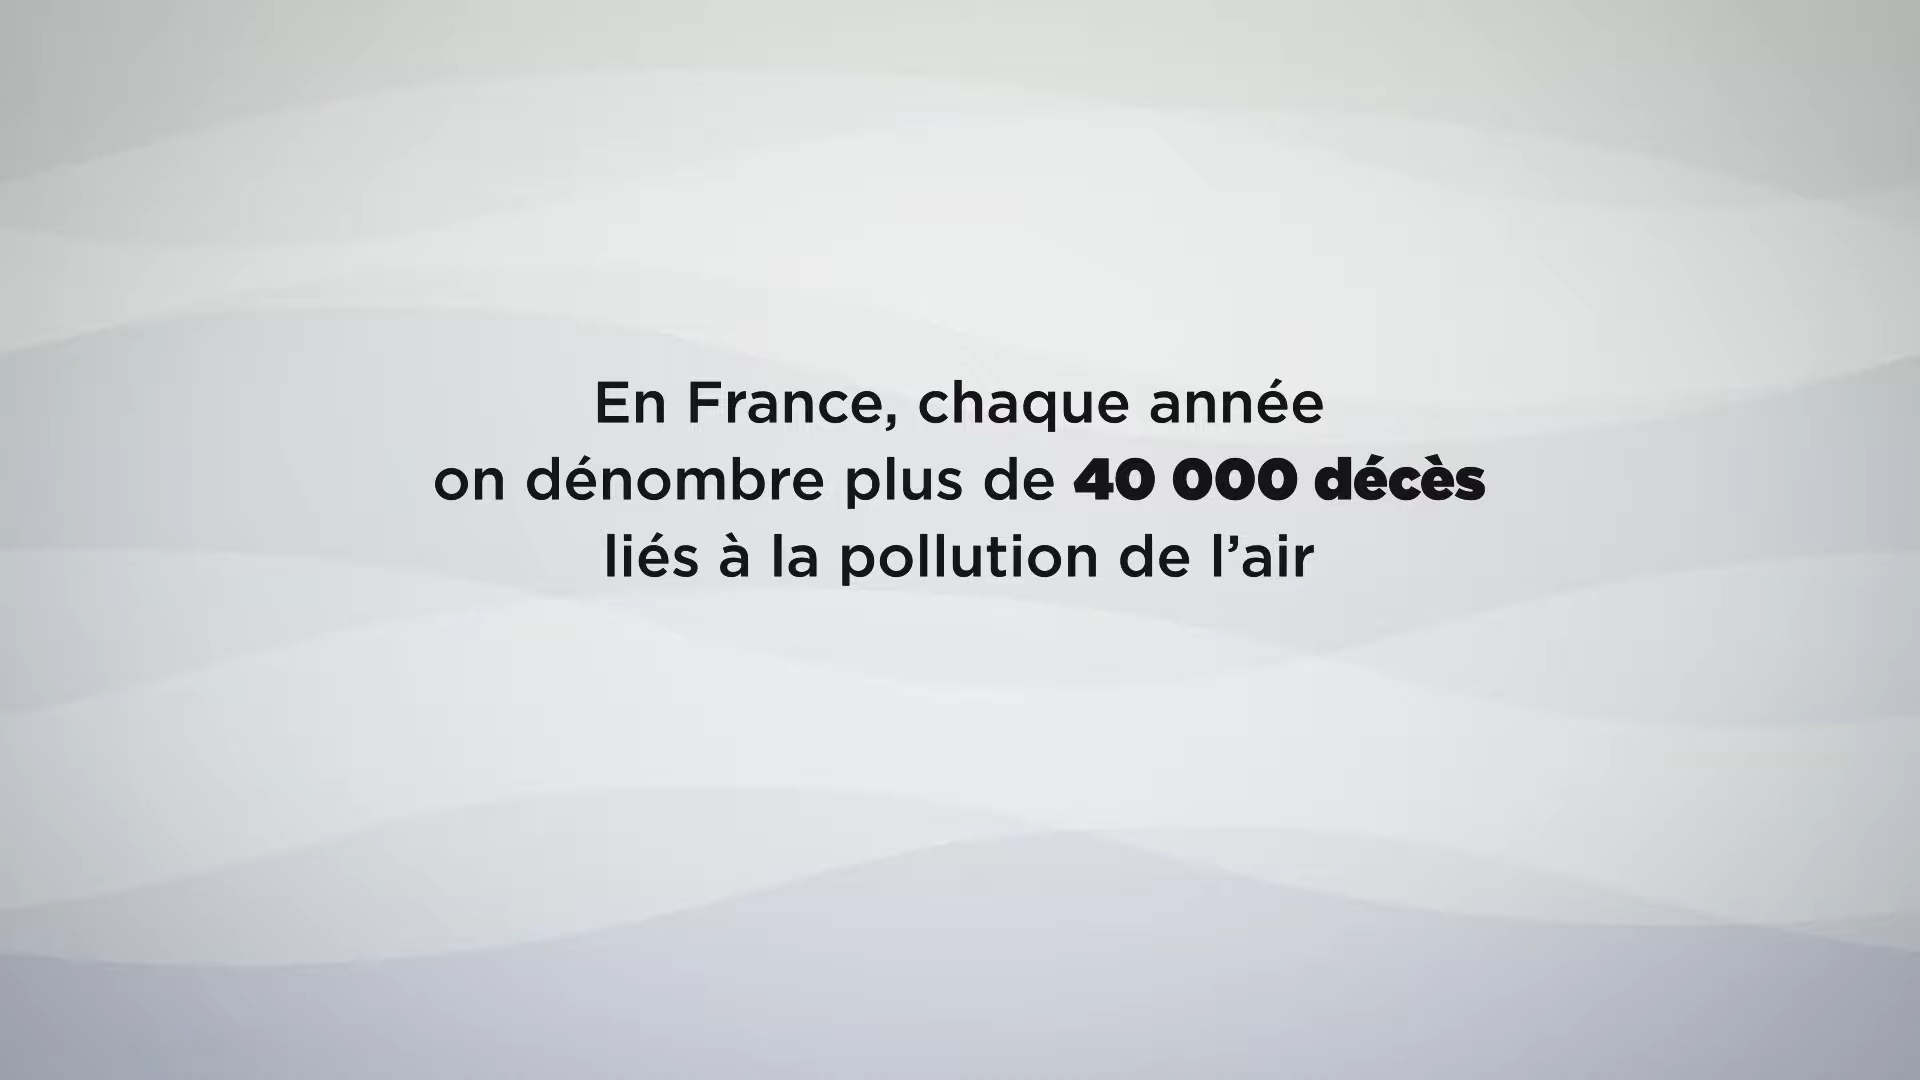 En France, chaque année
on dénombre plus de 40 000 décès
liés à la pollution de l’air